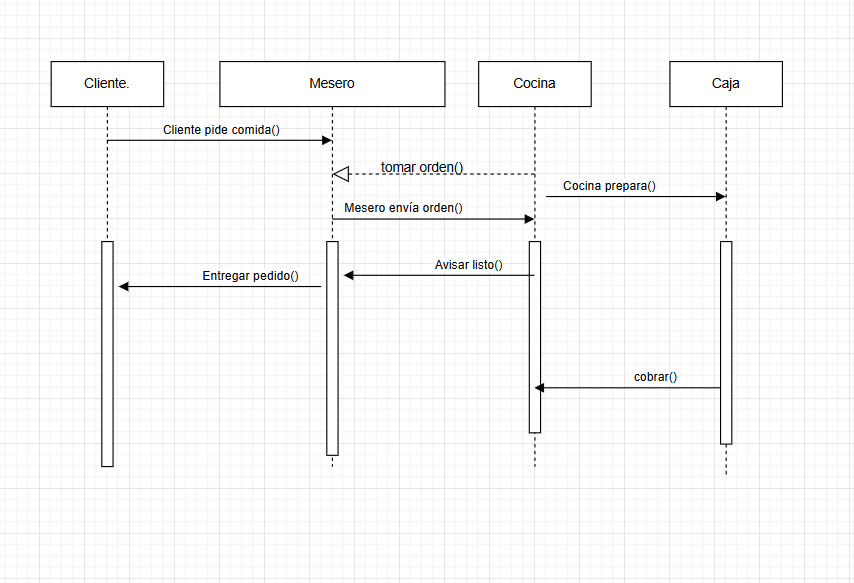 Cliente.
Mesero
Cocina
Caja
Cliente pide comida()
tomar orden()
Cocina prepara()
Mesero envía orden()
Avisar listo()
Entregar pedido()
cobrar()